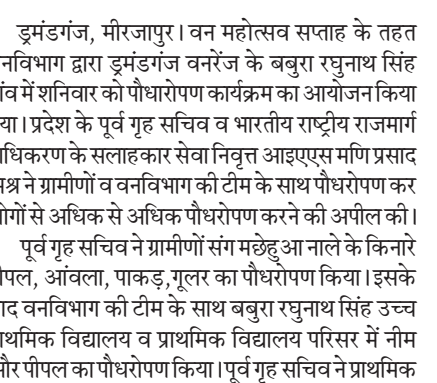 ड्रमंडगंज, मीरजापुर। वन महोत्सव सप्ताह के तहत
नविभाग द्वारा ड्रमंडगंज वनरेंज के बबुरा रघुनाथ सिंह
ांव में शनिवार को पौधारोपण कार्यक्रम का आयोजन किया
या। प्रदेश के पूर्व गृह सचिव व भारतीय राष्ट्रीय राजमार्ग
ाधिकरण के सलाहकार सेवा निवृत्त आइएएस मणि प्रसाद
मश्र ने ग्रामीणों व वनविभाग की टीम के साथ पौधरोपण कर
ोगों से अधिक से अधिक पौधरोपण करने की अपील की।
पूर्व गृह सचिव ने ग्रामीणों संग मछेहुआ नाले के किनारे
ीपल, आंवला, पाकड़,गूलर का पौधरोपण किया। इसके
ाद वनविभाग की टीम के साथ बबुरा रघुनाथ सिंह उच्च
ाथमिक विद्यालय व प्राथमिक विद्यालय परिसर में नीम
और पीपल का पौधरोपण किया। पूर्व गृह सचिव ने प्राथमिक